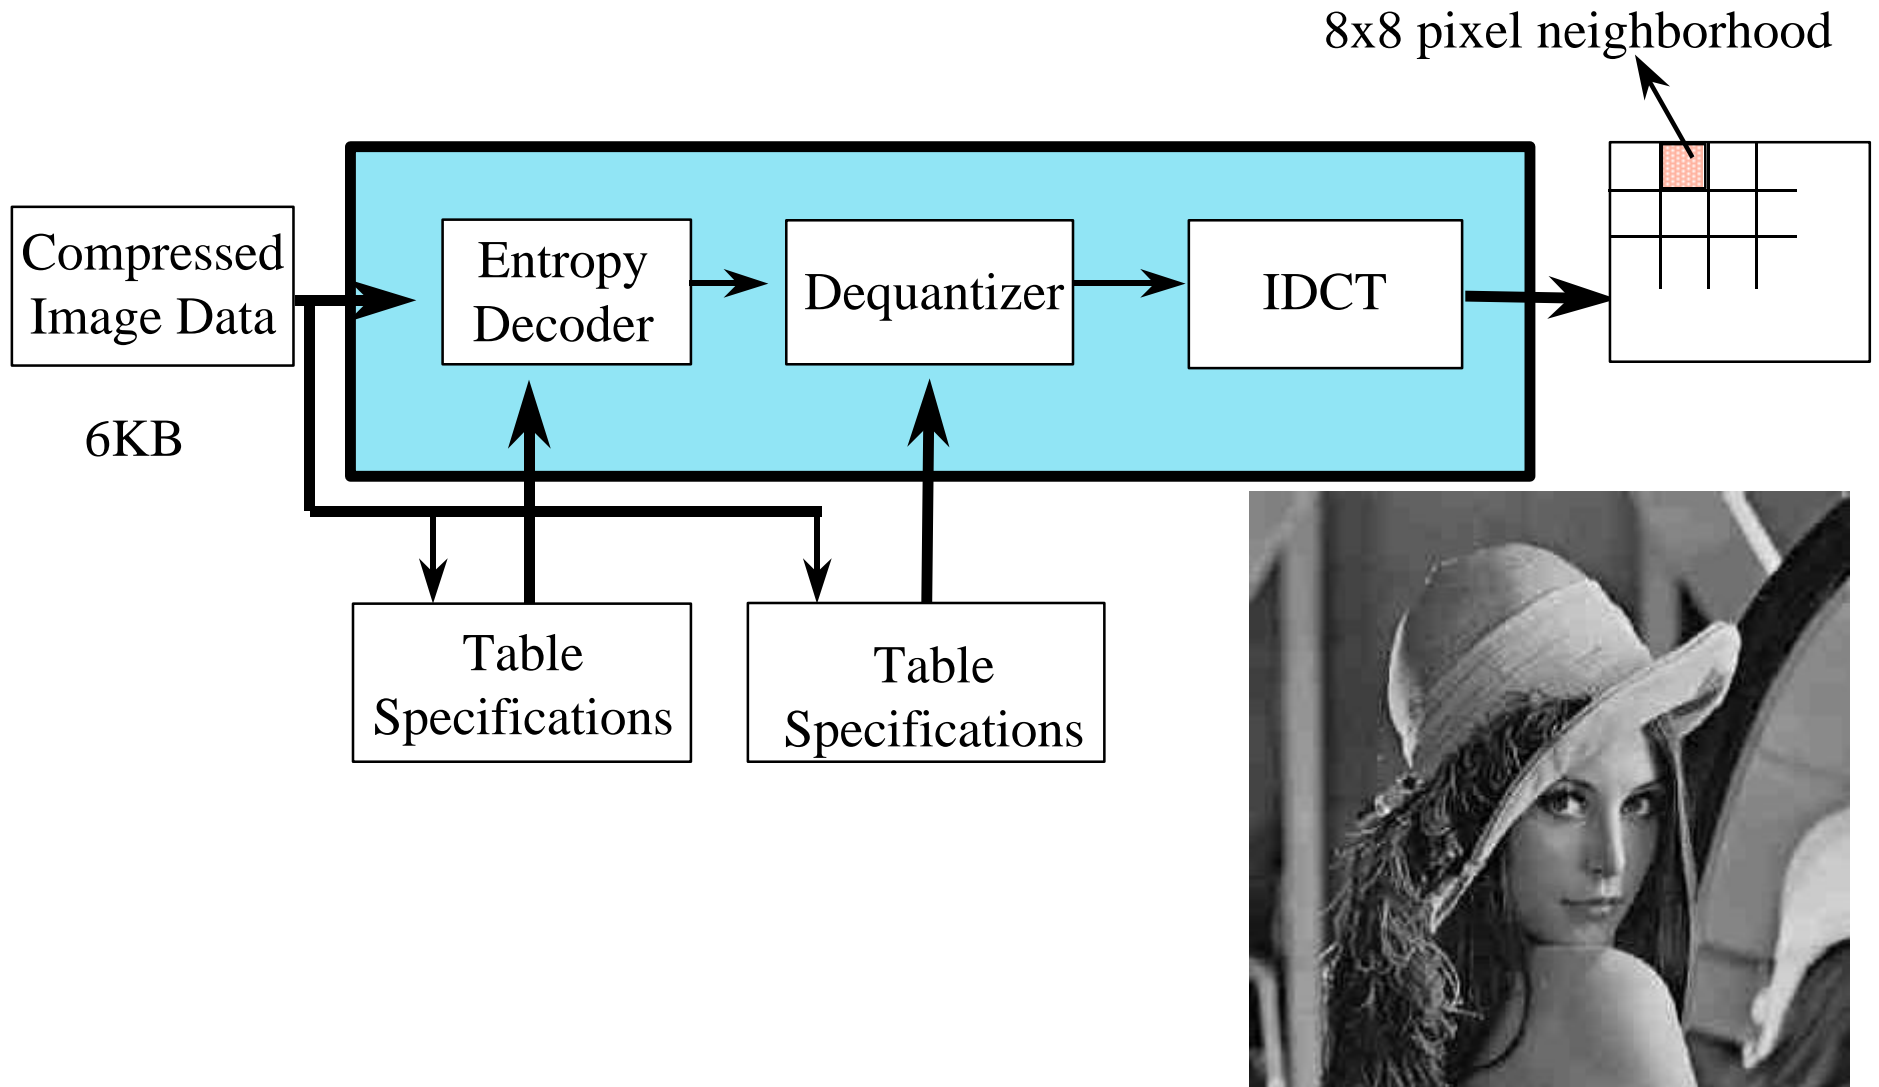 8x8 pixel neighborhood
Compressed
Image Data
6KB
Entropy
Decoder
Dequantizer
IDCT
Table
Specifications
Table
Specifications